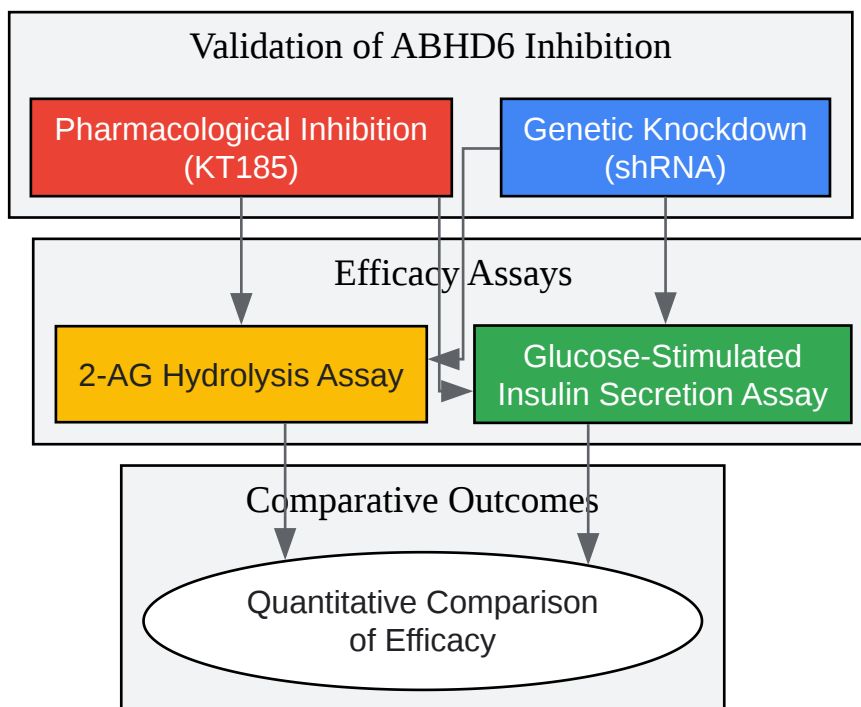 Validation of ABHD6 Inhibition
Pharmacological Inhibition
(KT185)
Genetic Knockdown
(shRNA)
Efficacy Assays
2-AG Hydrolysis Assay
Glucose-Stimulated
Insulin Secretion Assay
Comparative Outcomes
Quantitative Comparison
of Efficacy